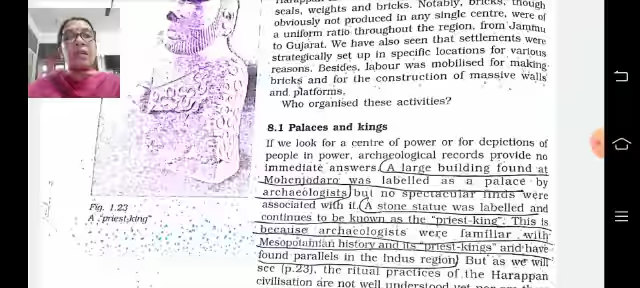 seals, weights and bricks. Notably, bricks, though
obviously not produced in any single centre, were of
a uniform ratio throughout the region, from Jammu
to Gujarat. We have also seen that settlements were
strategically set up in specific locations for various
reasons. Besides, labour was mobilised for making
bricks and for the construction of massive walls
and platforms.
Who organised these activities?
8.1 Palaces and kings
If we look for a centre of power or for depictions of
people in power, archaeological records provide no
immediate answers. A large building found at
Mohenjodaro was labelled as a palace by
archaeologists but no spectacular finds were
associated with it. A stone statue was labelled and
continues to be known as the "priest-king". This is
because archaeologists were familiar with
Mesopotamian history and its "priest-kings" and have
found parallels in the Indus region. But as we will
see (p.23), the ritual practices of the Harappan
civilisation are not well understood yet nor are
Fig. 1.23
A "priest-king"